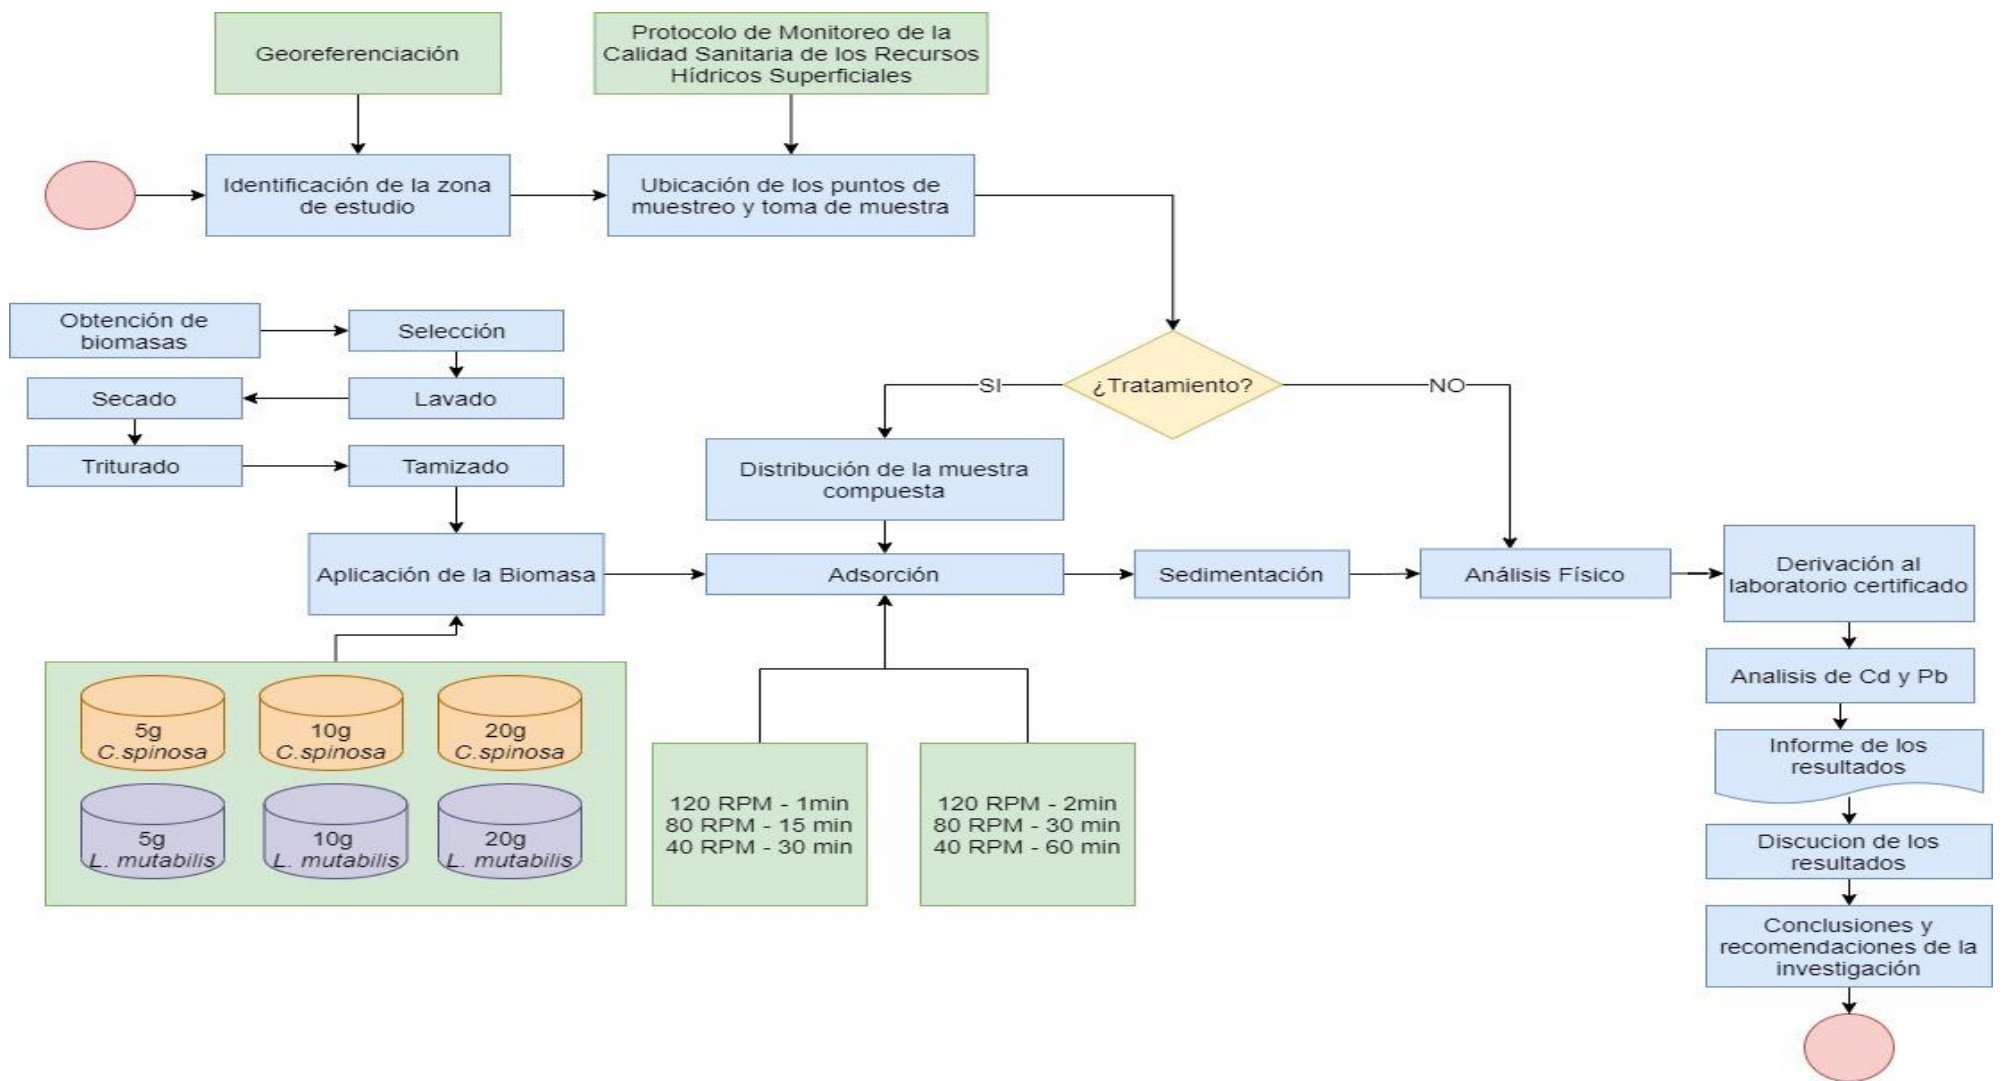 Georeferenciación
Protocolo de Monitoreo de la
Calidad Sanitaria de los Recursos
Hídricos Superficiales
Identificación de la zona
de estudio
Ubicación de los puntos de
muestreo y toma de muestra
Obtención de
biomasas
Selección
Secado
Lavado
Triturado
Tamizado
¿Tratamiento?
SI
NO
Distribución de la muestra
compuesta
Aplicación de la Biomasa
Adsorción
Sedimentación
Análisis Físico
Derivación al
laboratorio certificado
5g
C.spinosa
10g
C.spinosa
20g
C.spinosa
5g
L. mutabilis
10g
L. mutabilis
20g
L. mutabilis
120 RPM - 1min
80 RPM - 15 min
40 RPM - 30 min
120 RPM - 2min
80 RPM - 30 min
40 RPM - 60 min
Analisis de Cd y Pb
Informe de los
resultados
Discucion de los
resultados
Conclusiones y
recomendaciones de la
investigación